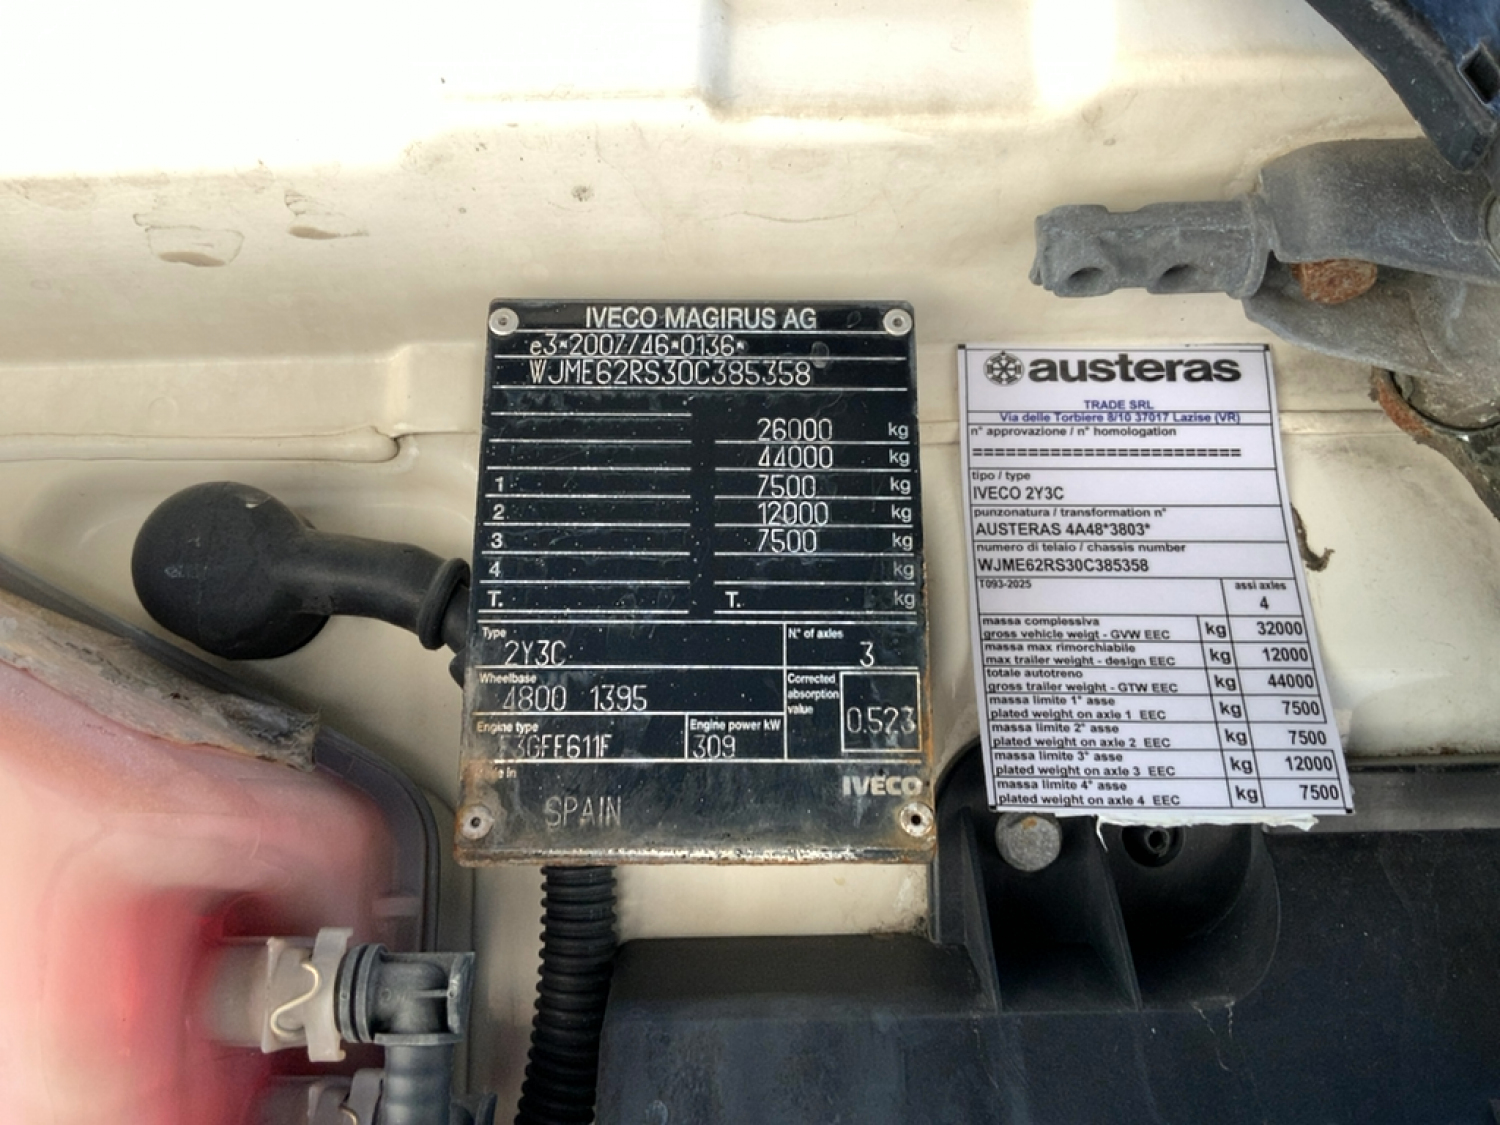 IVECO MAGIRUS AG
e3*2007/46*0136*
WJME62RS30C385358
26000 kg
44000 kg
1 7500 kg
2 12000 kg
3 7500 kg
4 kg
T. T. kg
Type N.º of axles
2Y3C 3
Wheelbase Corrected absorption value
4800 1395 0.523
Engine type Engine power kW
F3GFE611F 309
Made in
SPAIN
IVECO
austeras
TRADE SRL
Via delle Torbiere 8/10 37017 Lazise (VR)
n° approvazione / n° homologation
========================
tipo / type
IVECO 2Y3C
punzonatura / transformation n°
AUSTERAS 4A48*3803*
numero di telaio / chassis number
WJME62RS30C385358
T093-2025 assi axles
4
massa complessiva
gross vehicle weigt - GVW EEC kg 32000
massa max rimorchiabile
max trailer weight - design EEC kg 12000
totale autotreno
gross trailer weight - GTW EEC kg 44000
massa limite 1° asse
plated weight on axle 1 EEC kg 7500
massa limite 2° asse
plated weight on axle 2 EEC kg 7500
massa limite 3° asse
plated weight on axle 3 EEC kg 12000
massa limite 4° asse
plated weight on axle 4 EEC kg 7500